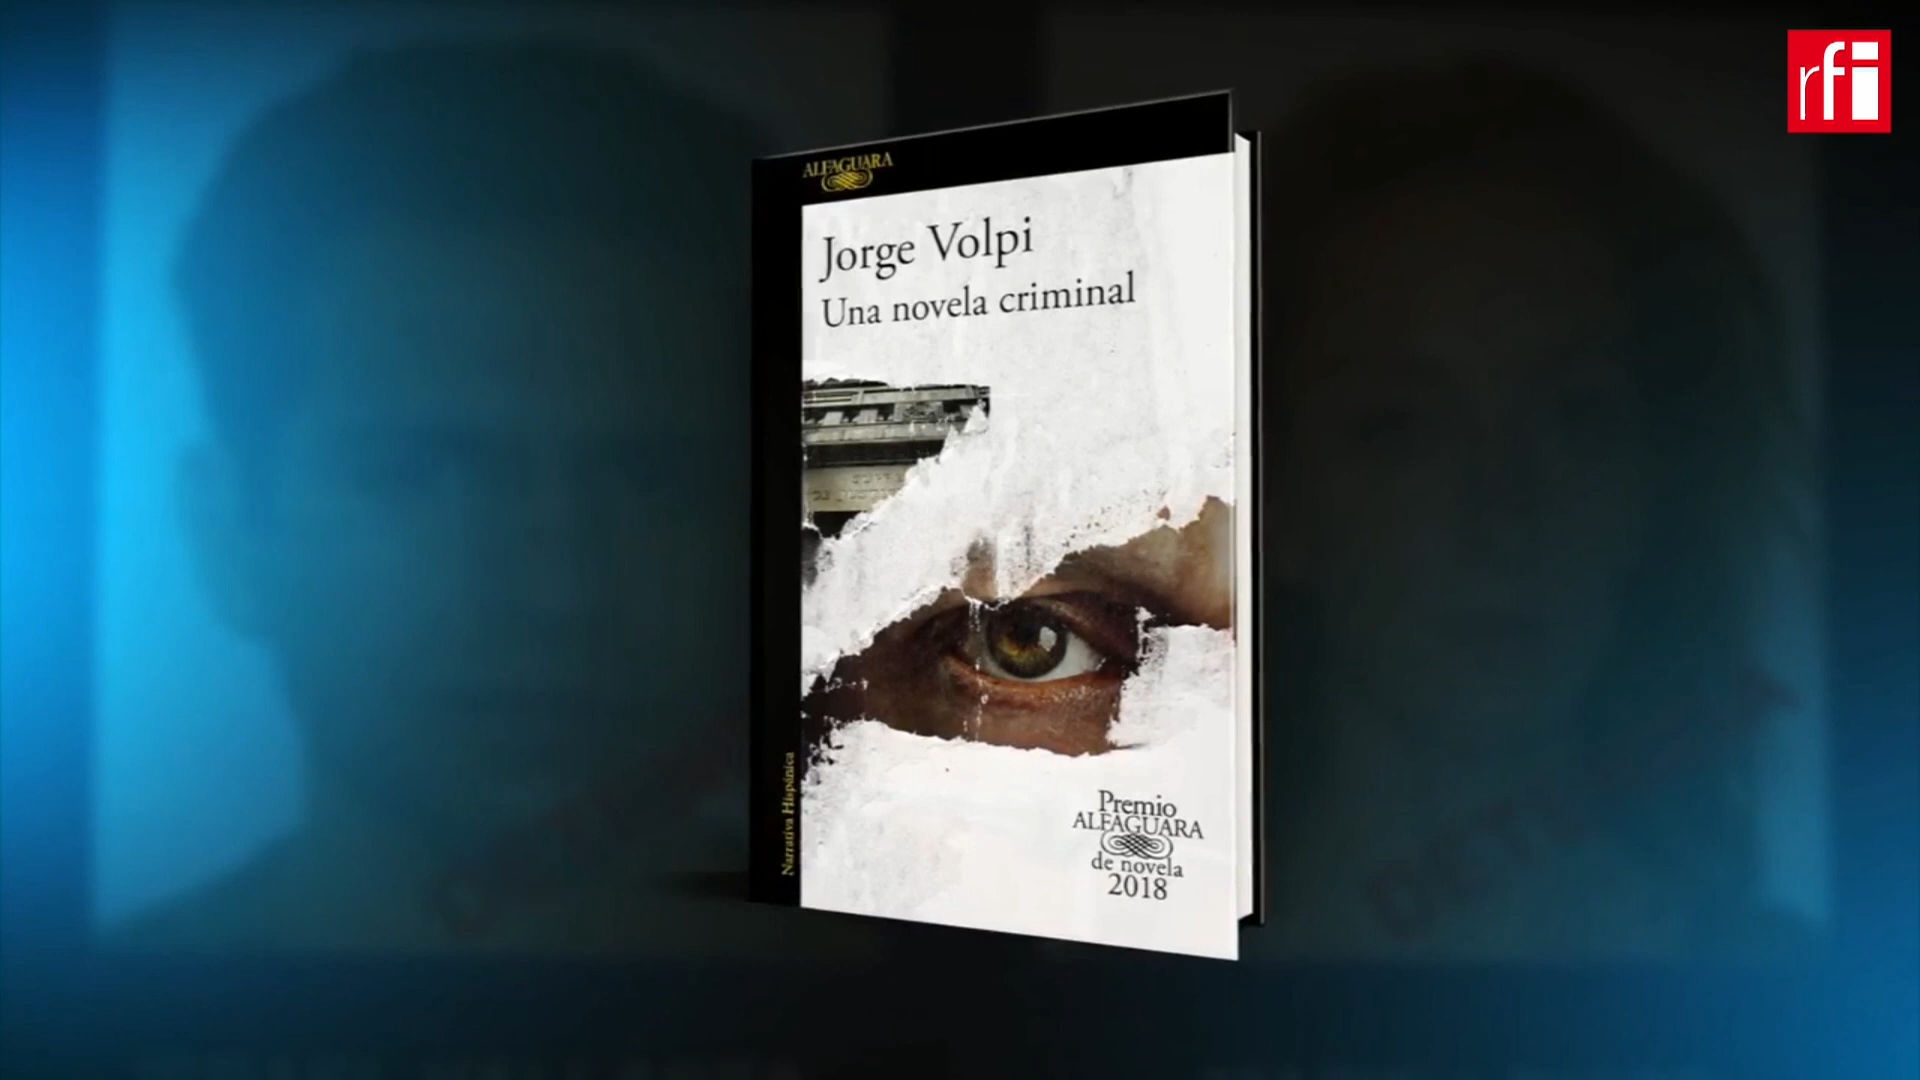 rfi
ALFAGUARA
Jorge Volpi
Una novela criminal
Narrativa Hispánica
Premio
ALFAGUARA
de novela
2018